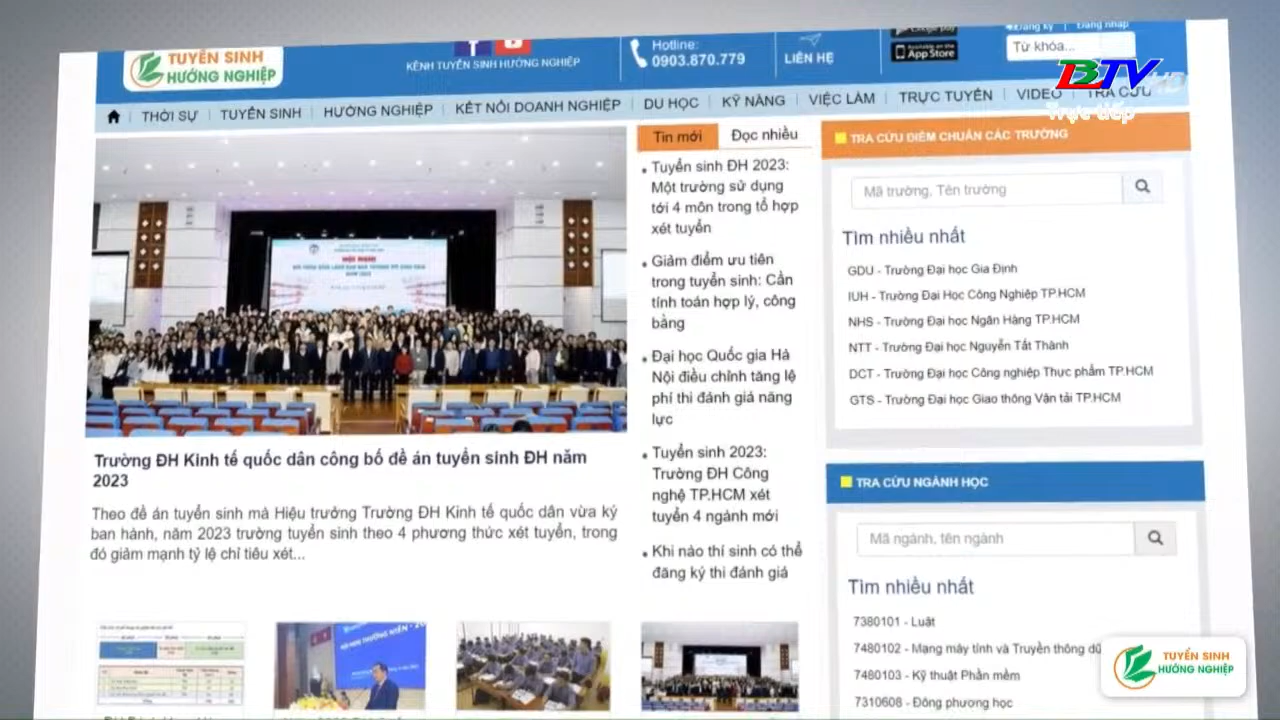 TUYỂN SINH
HƯỚNG NGHIỆP
KÊNH TUYỂN SINH HƯỚNG NGHIỆP
Hotline:
0903.870.779
LIÊN HỆ
App Store
Đăng ký | Đăng nhập
Từ khóa...
BTV HD
Trực tiếp
THỜI SỰ
TUYỂN SINH
HƯỚNG NGHIỆP
KẾT NỐI DOANH NGHIỆP
DU HỌC
KỸ NĂNG
VIỆC LÀM
TRỰC TUYẾN
VIDEO
TRA CỨU
HỘI NGHỊ
Trường ĐH Kinh tế quốc dân công bố đề án tuyển sinh ĐH năm
2023
Theo đề án tuyển sinh mà Hiệu trưởng Trường ĐH Kinh tế quốc dân vừa ký
ban hành, năm 2023 trường tuyển sinh theo 4 phương thức xét tuyển, trong
đó giảm mạnh tỷ lệ chỉ tiêu xét...
Tin mới
Đọc nhiều
Tuyển sinh ĐH 2023:
Một trường sử dụng
tới 4 môn trong tổ hợp
xét tuyển
Giảm điểm ưu tiên
trong tuyển sinh: Cần
tính toán hợp lý, công
bằng
Đại học Quốc gia Hà
Nội điều chỉnh tăng lệ
phí thi đánh giá năng
lực
Tuyển sinh 2023:
Trường ĐH Công
nghệ TP.HCM xét
tuyển 4 ngành mới
Khi nào thí sinh có thể
đăng ký thi đánh giá
TRA CỨU ĐIỂM CHUẨN CÁC TRƯỜNG
Mã trường, Tên trường
Tìm nhiều nhất
GDU - Trường Đại học Gia Định
IUH - Trường Đại Học Công Nghiệp TP.HCM
NHS - Trường Đại học Ngân Hàng TP.HCM
NTT - Trường Đại học Nguyễn Tất Thành
DCT - Trường Đại học Công nghiệp Thực phẩm TP.HCM
GTS - Trường Đại học Giao thông Vận tải TP.HCM
TRA CỨU NGÀNH HỌC
Mã ngành, tên ngành
Tìm nhiều nhất
7380101 - Luật
7480102 - Mạng máy tính và Truyền thông dữ
7480103 - Kỹ thuật Phần mềm
7310608 - Đông phương học
TUYỂN SINH
HƯỚNG NGHIỆP